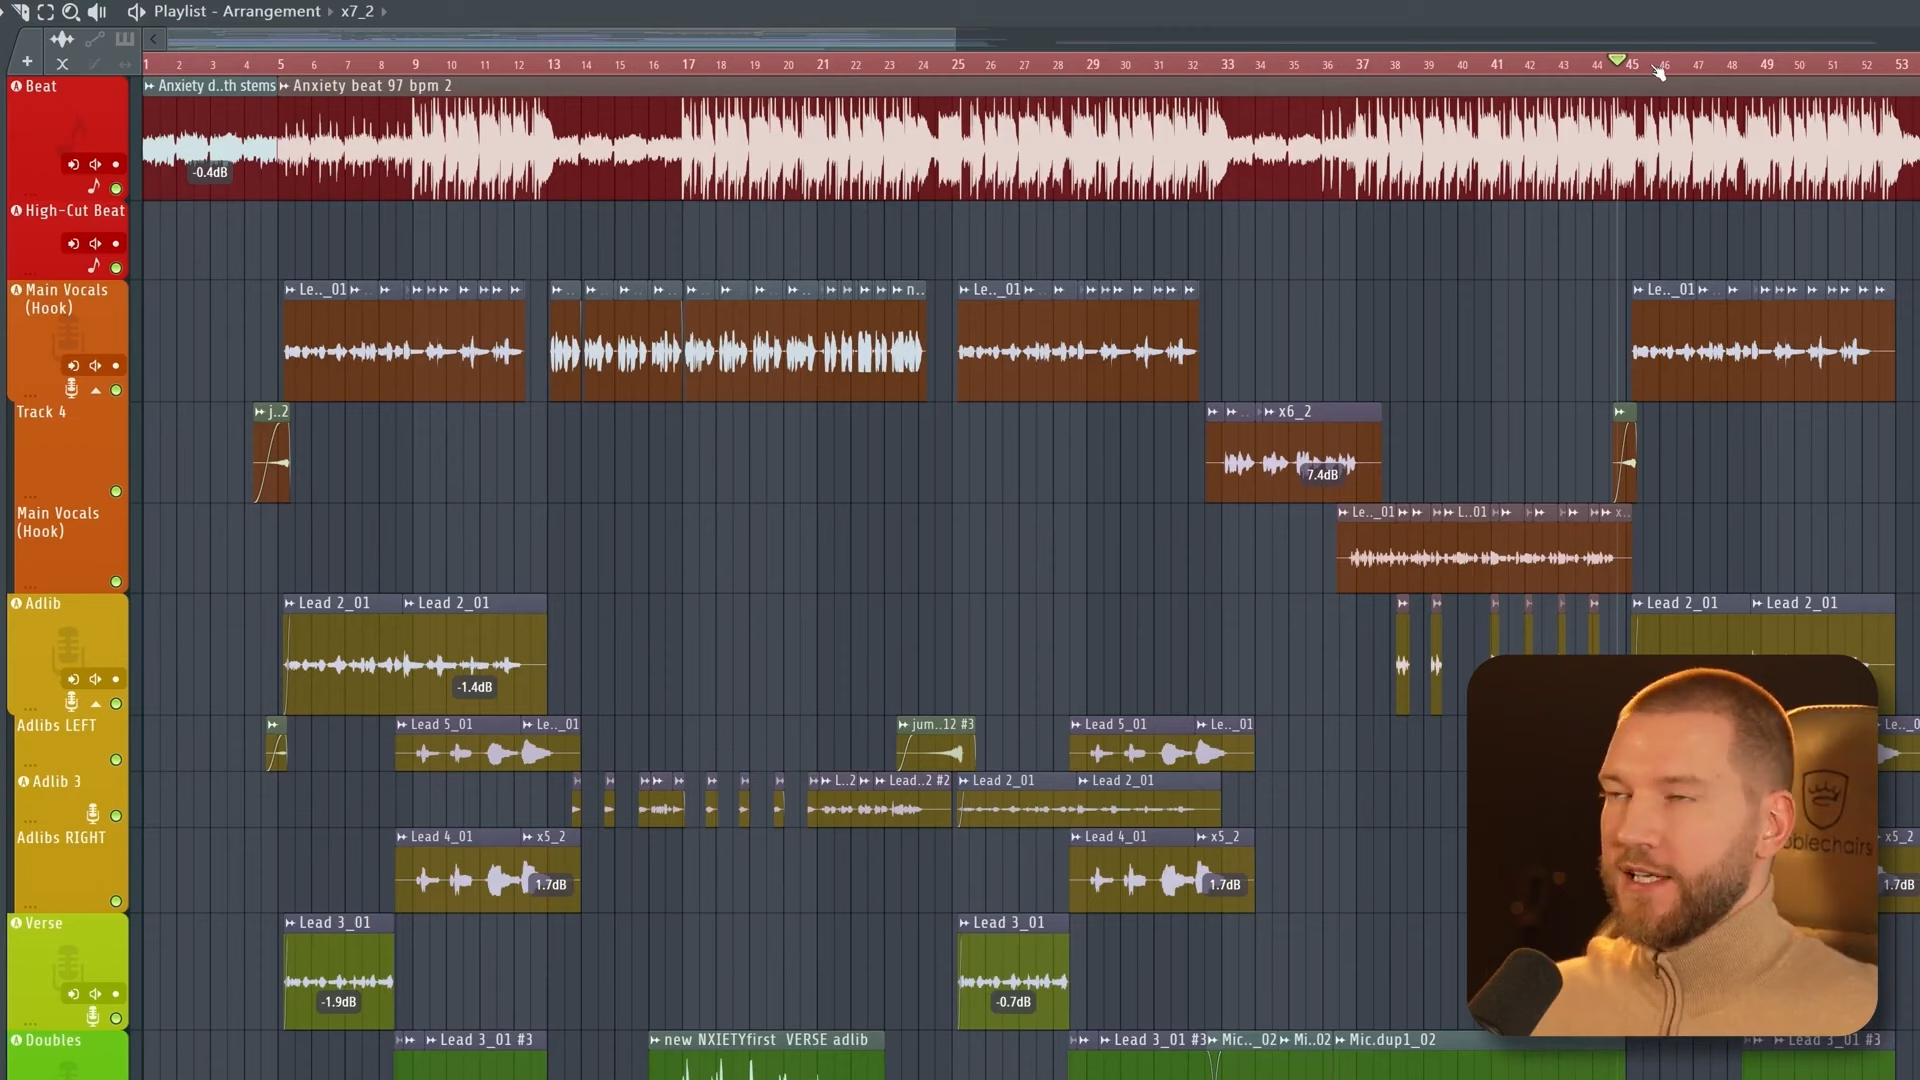 Playlist - Arrangement x7_2
1 2 3 4 5 6 7 8 9 10 11 12 13 14 15 16 17 18 19 20 21 22 23 24 25 26 27 28 29 30 31 32 33 34 35 36 37 38 39 40 41 42 43 44 45 46 47 48 49 50 51 52 53
Beat
Anxiety d..th stems Anxiety beat 97 bpm 2
-0.4dB
High-Cut Beat
Main Vocals
(Hook)
Le.._01 n.. Le.._01 Le.._01
Track 4
j..2 x6_2
7.4dB
Main Vocals
(Hook)
Le.._01 L..01 x..
Adlib
Lead 2_01 Lead 2_01 Lead 2_01 Lead 2_01
-1.4dB
Adlibs LEFT
Lead 5_01 Le.._01 jum..12 #3 Lead 5_01 Le.._01
Adlib 3
L..2 Lead..2 #2 Lead 2_01 Lead 2_01
Adlibs RIGHT
Lead 4_01 x5_2 Lead 4_01 x5_2 x5_2
1.7dB 1.7dB 1.7dB
Verse
Lead 3_01 Lead 3_01
-1.9dB -0.7dB
Doubles
Lead 3_01 #3 new NXIETYfirst VERSE adlib Lead 3_01 #3 Mic.._02 Mi..02 Mic.dup1_02 Lead 3_01 #3